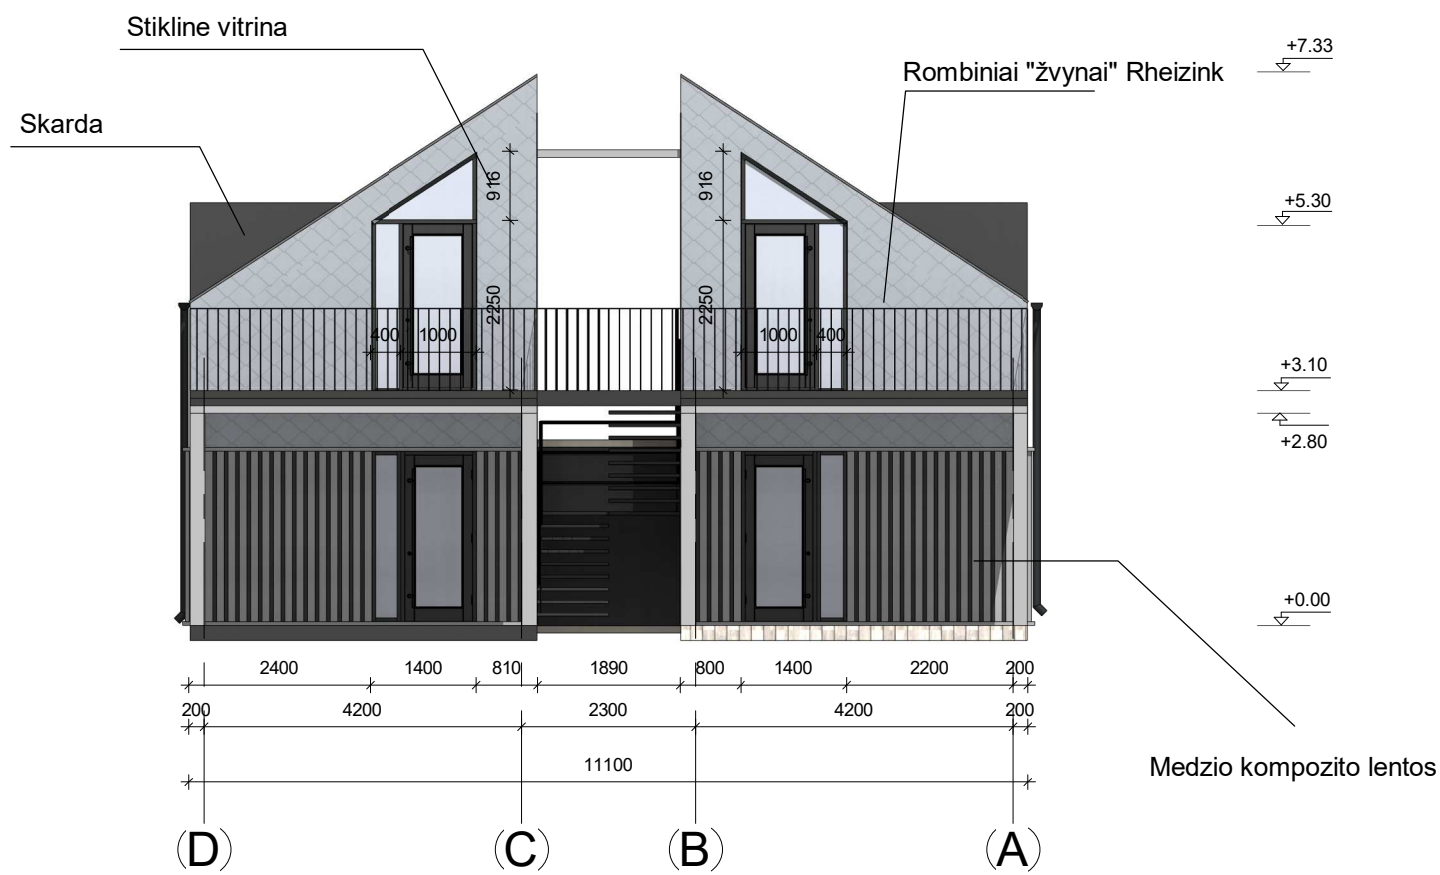 Stikline vitrina
+7.33
Rombiniai "žvynai" Rheizink
Skarda
916
916
+5.30
2250
2250
400 1000
1000 400
+3.10
+2.80
+0.00
2400 1400 810 1890 800 1400 2200 200
200 4200 2300 4200 200
11100
Medzio kompozito lentos
D C B A